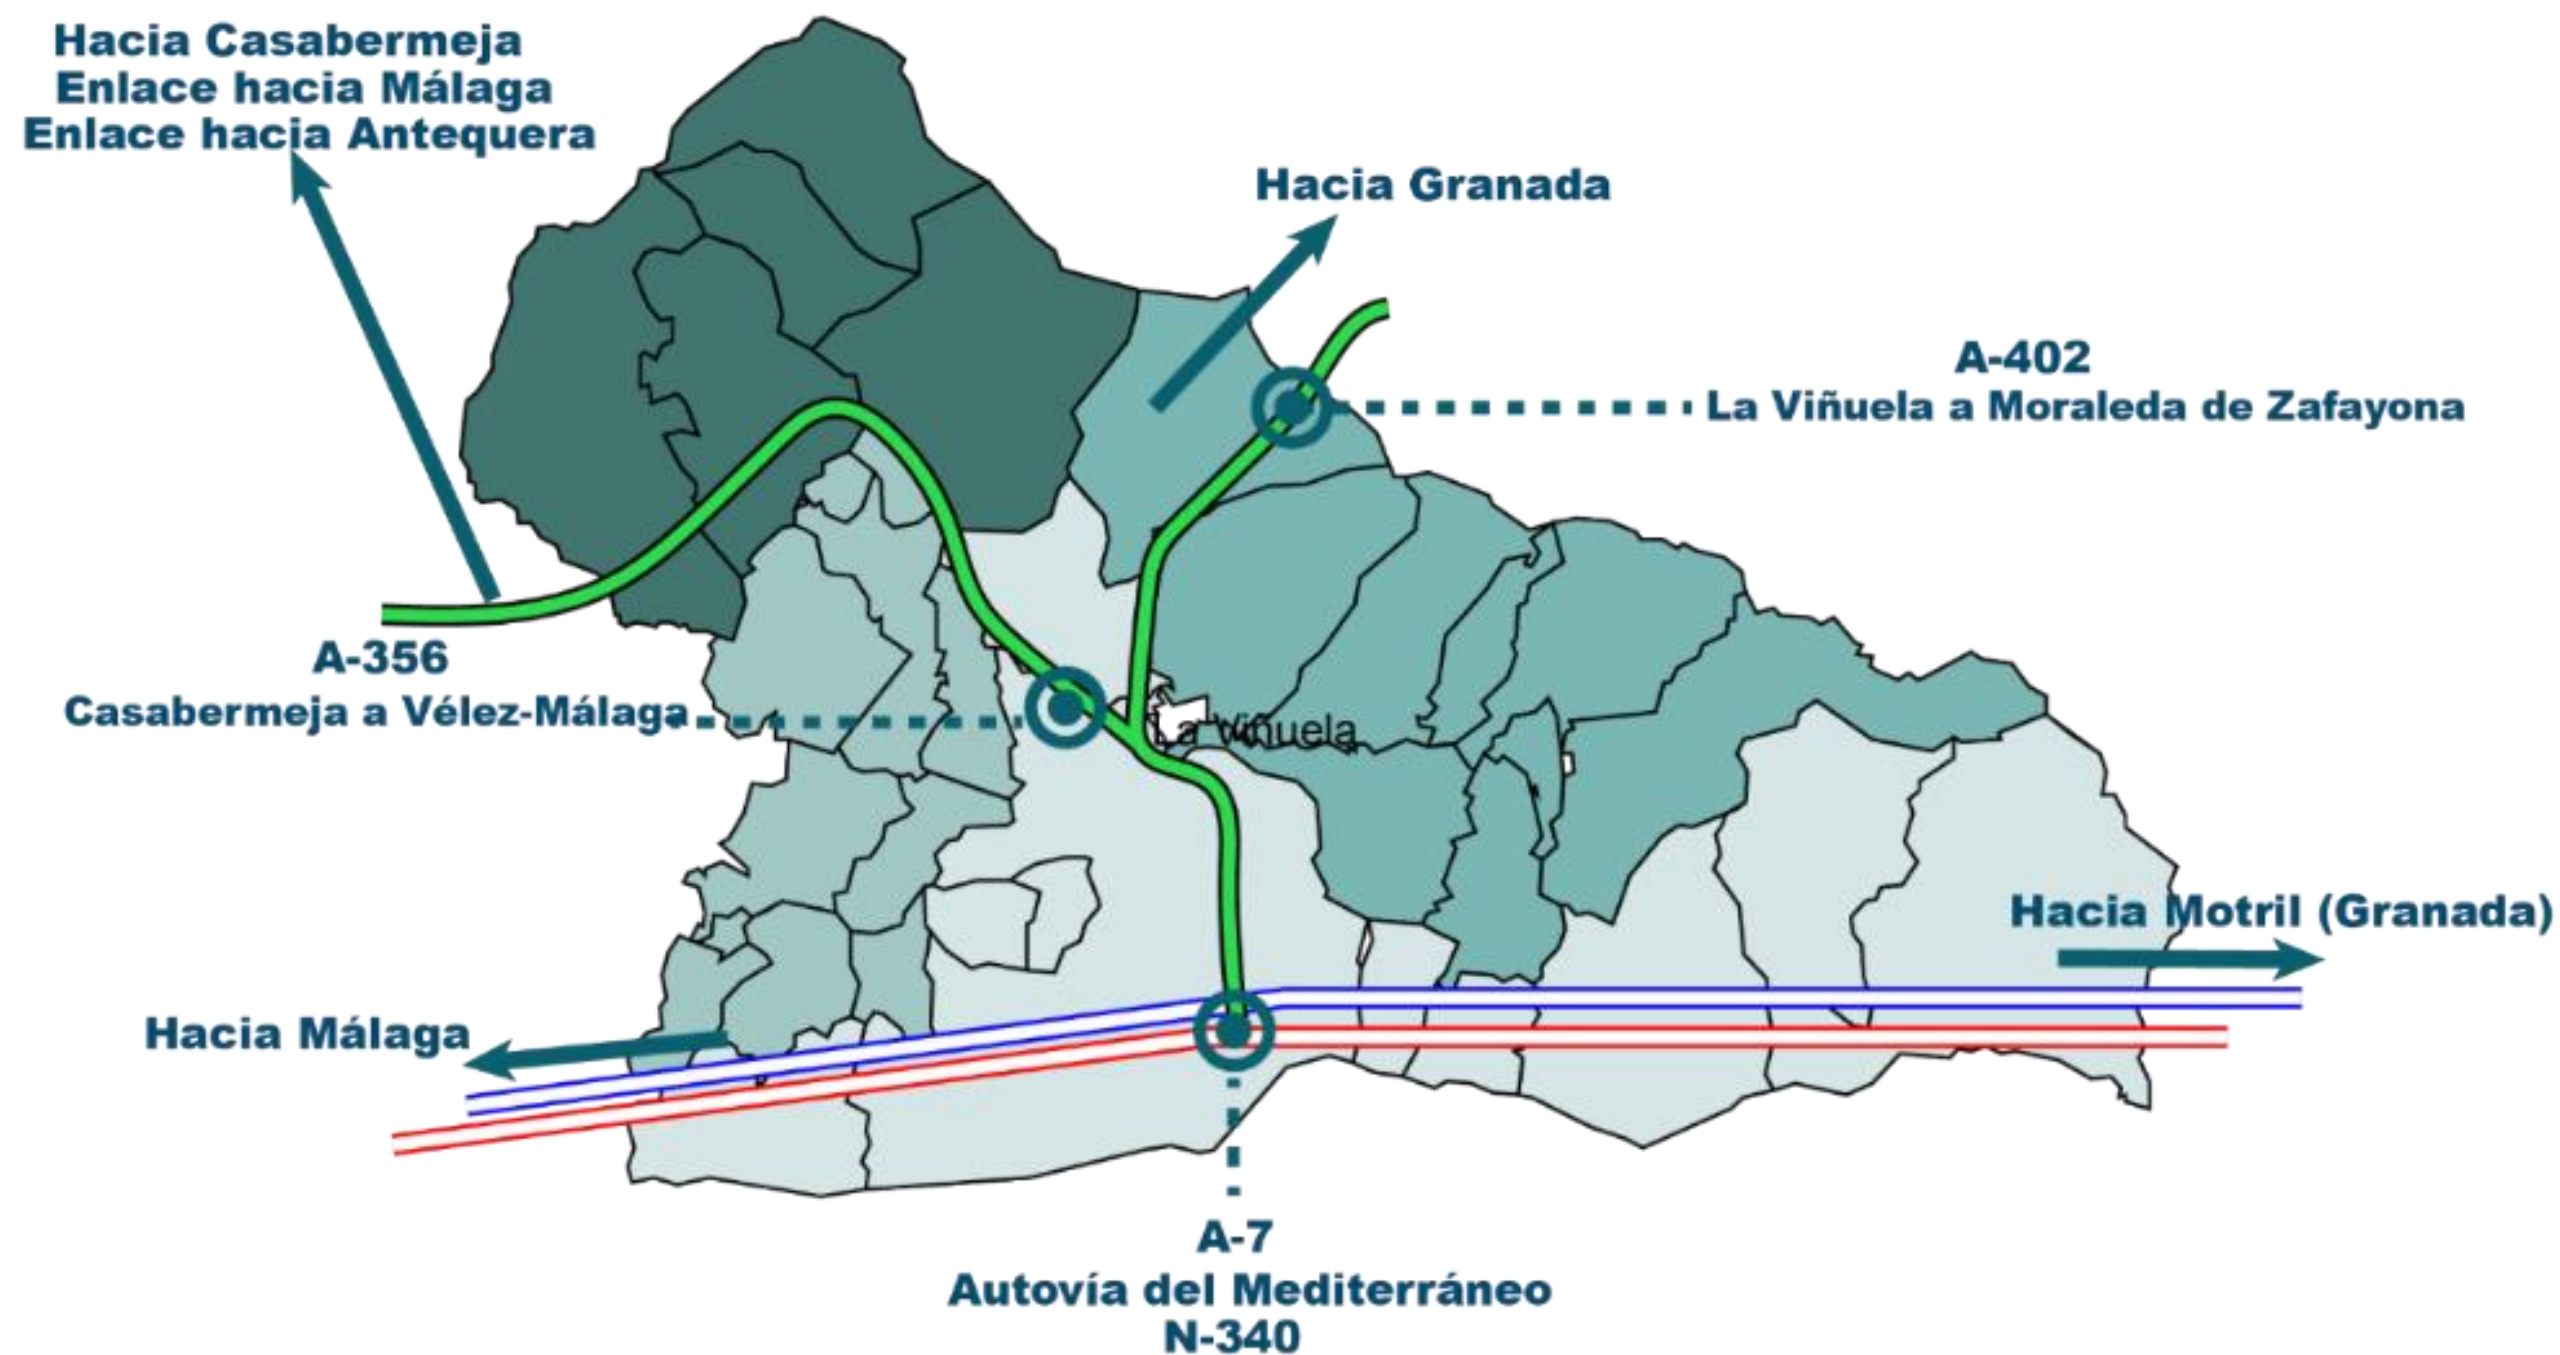 Hacia Casabermeja
Enlace hacia Málaga
Enlace hacia Antequera
Hacia Granada
A-402
La Viñuela a Moraleda de Zafayona
A-356
Casabermeja a Vélez-Málaga
La Viñuela
Hacia Motril (Granada)
Hacia Málaga
A-7
Autovía del Mediterráneo
N-340